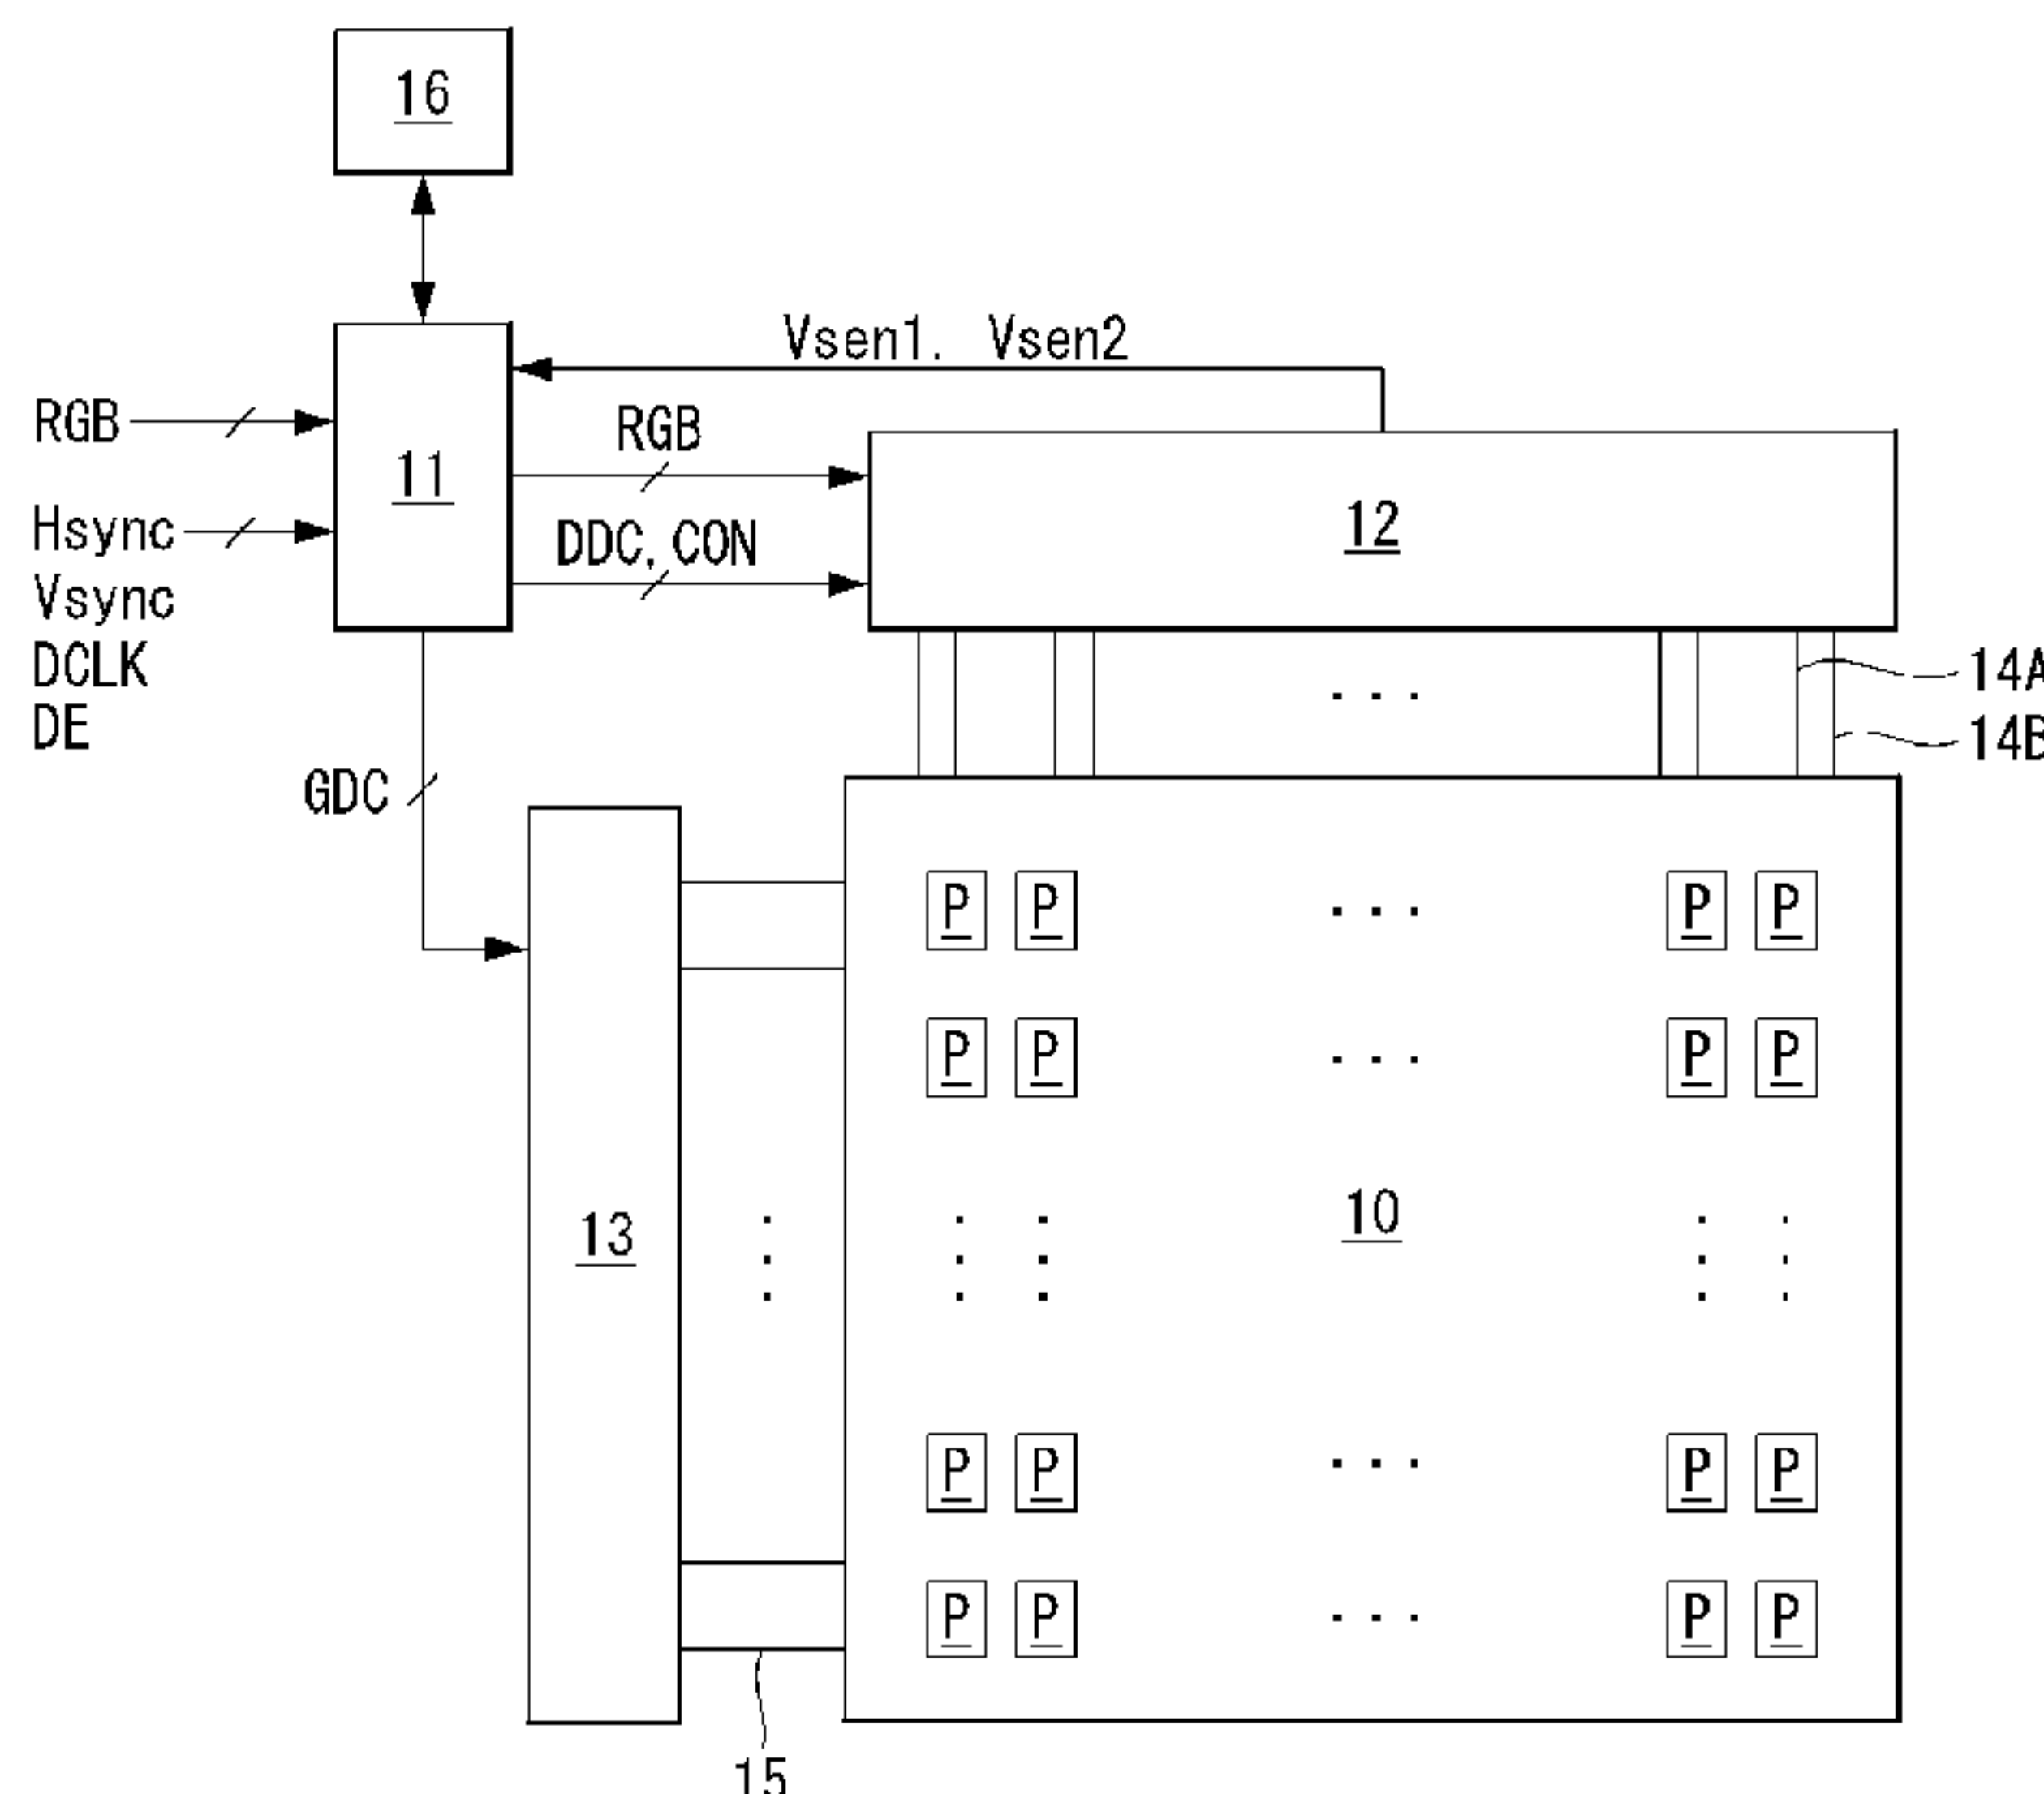 16
Vsen1. Vsen2
RGB
RGB
11
12
Hsync
DDC,CON
Vsync
DCLK
14A
DE
14B
GDC
P P ... P P
P P ... P P
10
13
P P ... P P
P P ... P P
15